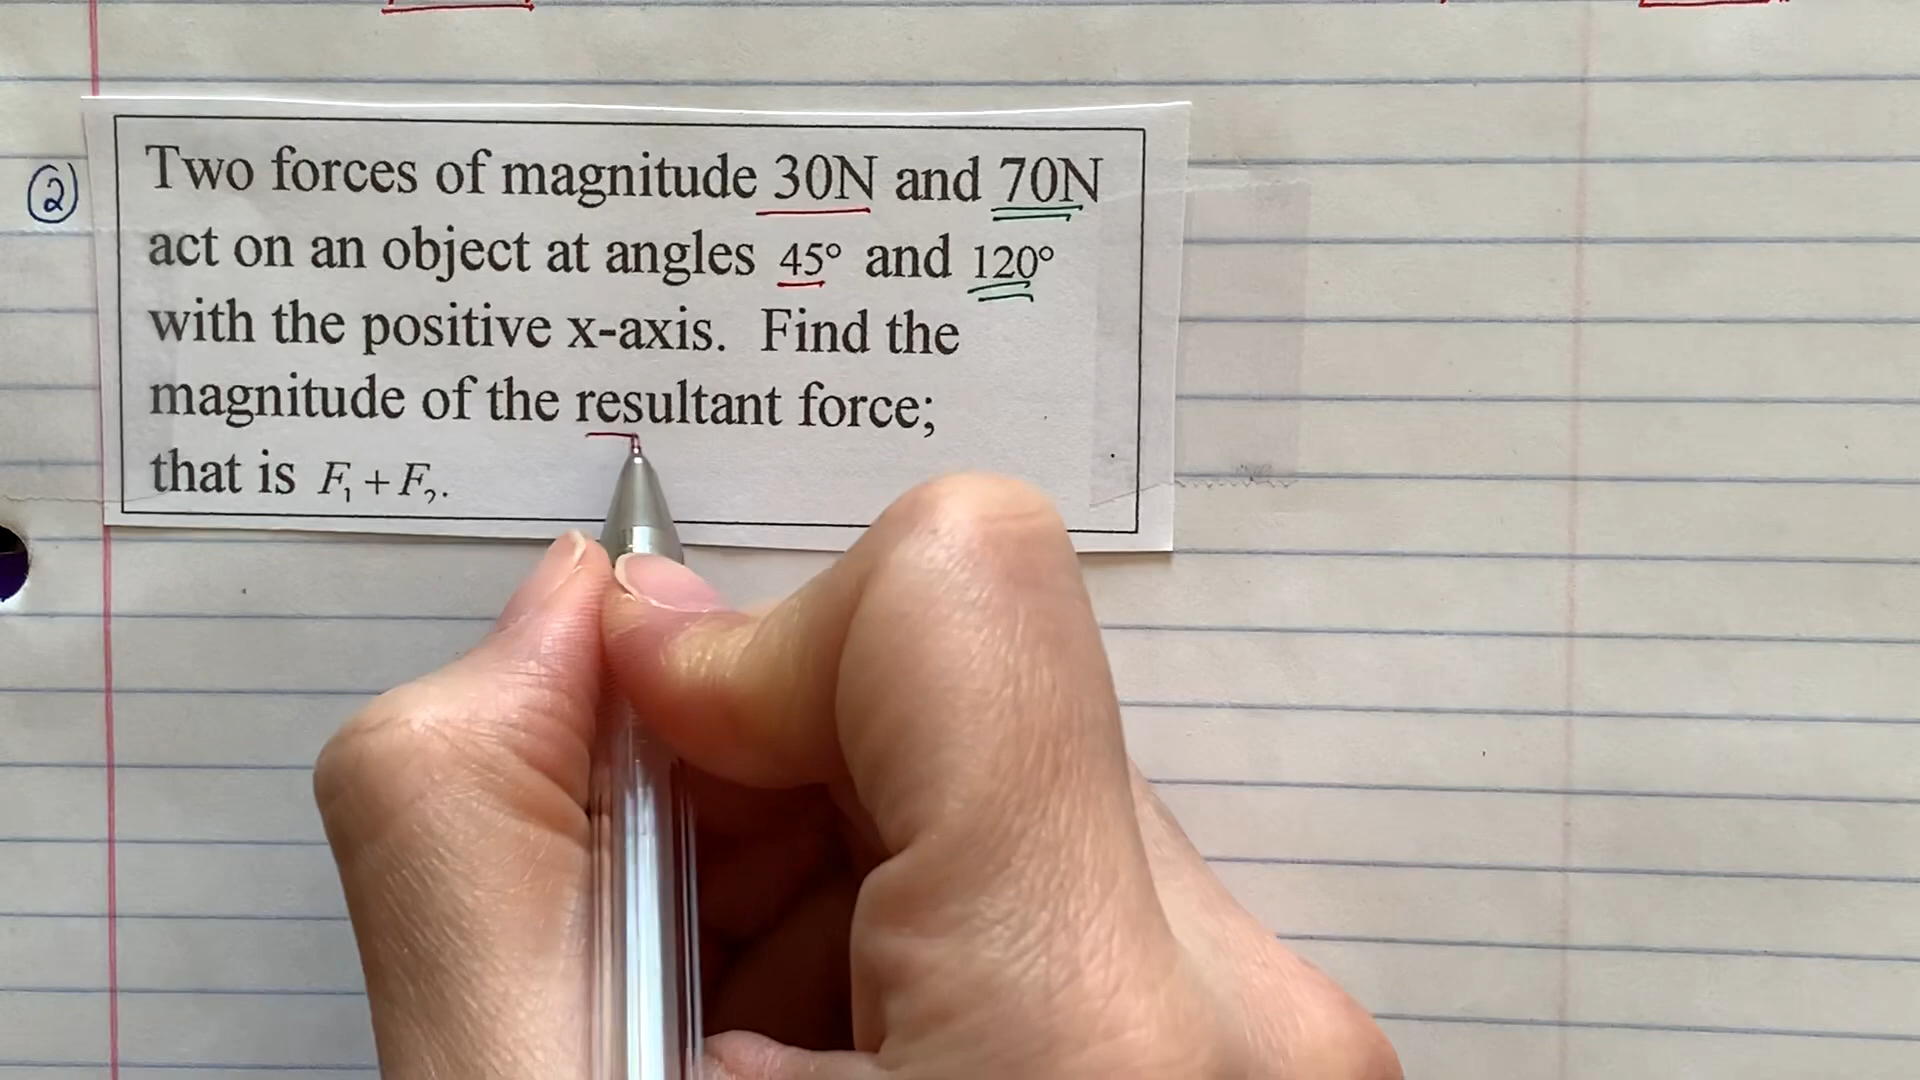 ②
Two forces of magnitude 30N and 70N
act on an object at angles 45° and 120°
with the positive x-axis. Find the
magnitude of the resultant force;
that is F₁ + F₂.